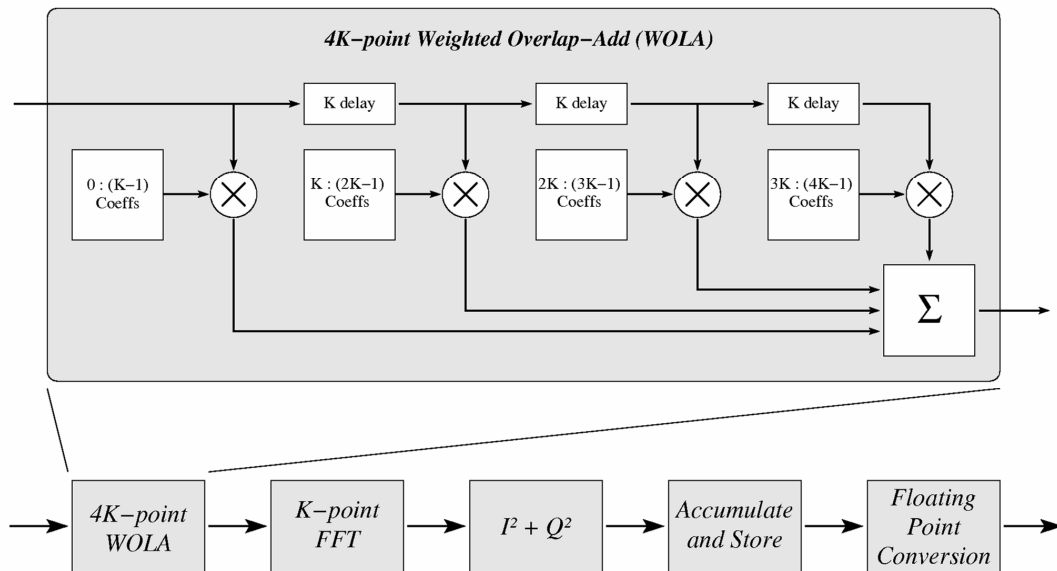 4K−point Weighted Overlap−Add (WOLA)
K delay
K delay
K delay
0 : (K−1)
Coeffs
K : (2K−1)
Coeffs
2K : (3K−1)
Coeffs
3K : (4K−1)
Coeffs
Σ
4K-point
WOLA
K-point
FFT
I² + Q²
Accumulate
and Store
Floating
Point
Conversion